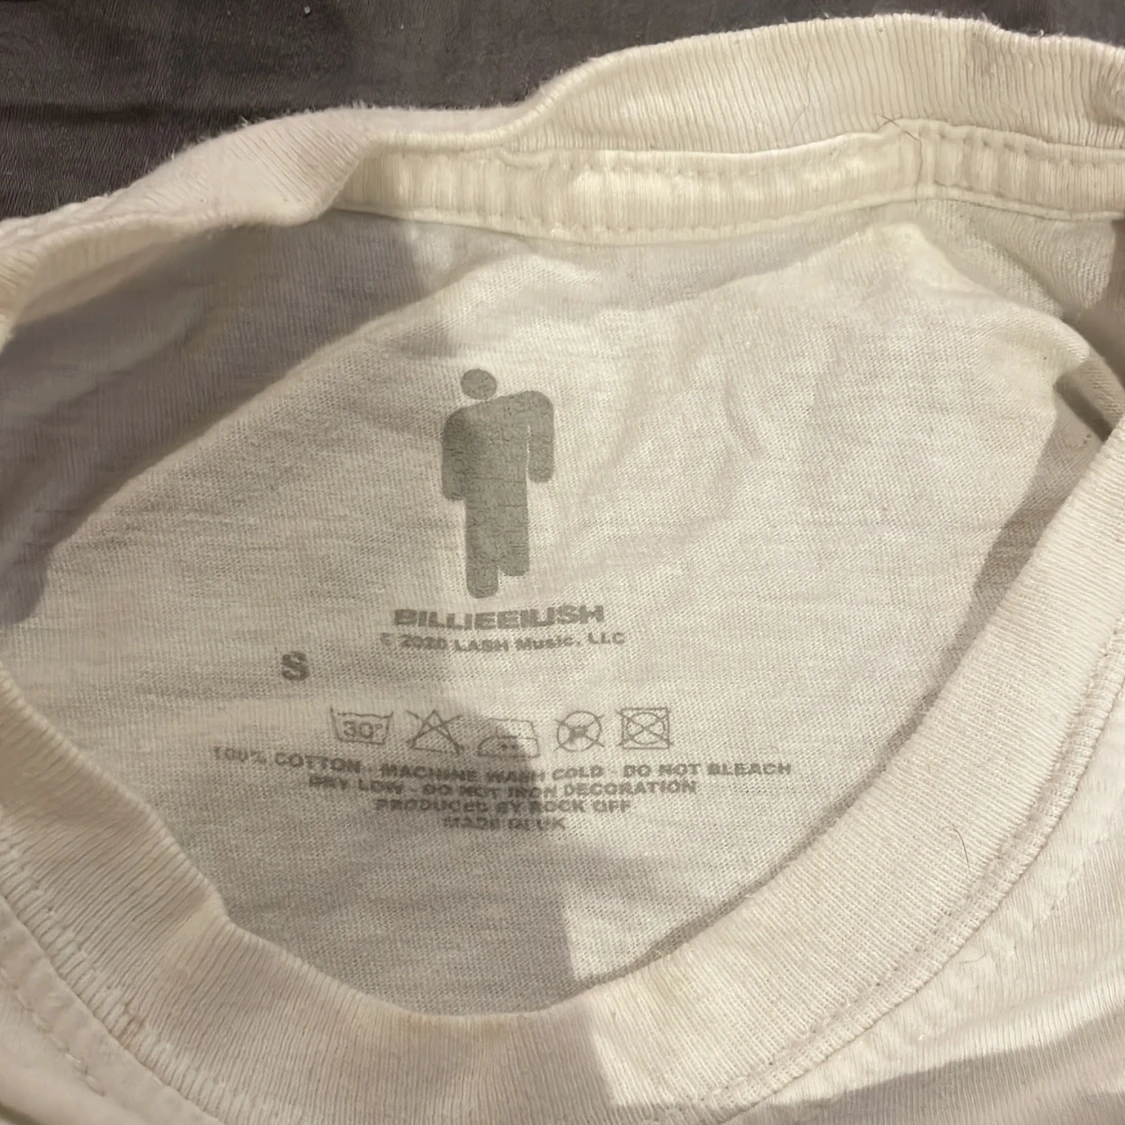 BILLIEEILISH
© 2020 LASH Music, LLC
S
30°
100% COTTON - MACHINE WASH COLD - DO NOT BLEACH
DRY LOW - DO NOT IRON DECORATION
PRODUCED BY ROCK OFF
MADE IN UK